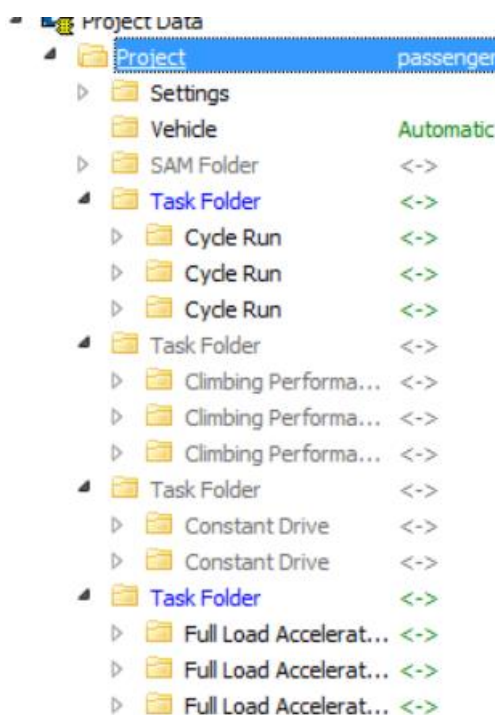 Project Data
Project passenger
Settings
Vehicle Automatic
SAM Folder <->
Task Folder <->
Cycle Run <->
Cycle Run <->
Cycle Run <->
Task Folder <->
Climbing Performa... <->
Climbing Performa... <->
Climbing Performa... <->
Task Folder <->
Constant Drive <->
Constant Drive <->
Task Folder <->
Full Load Accelerat... <->
Full Load Accelerat... <->
Full Load Accelerat... <->